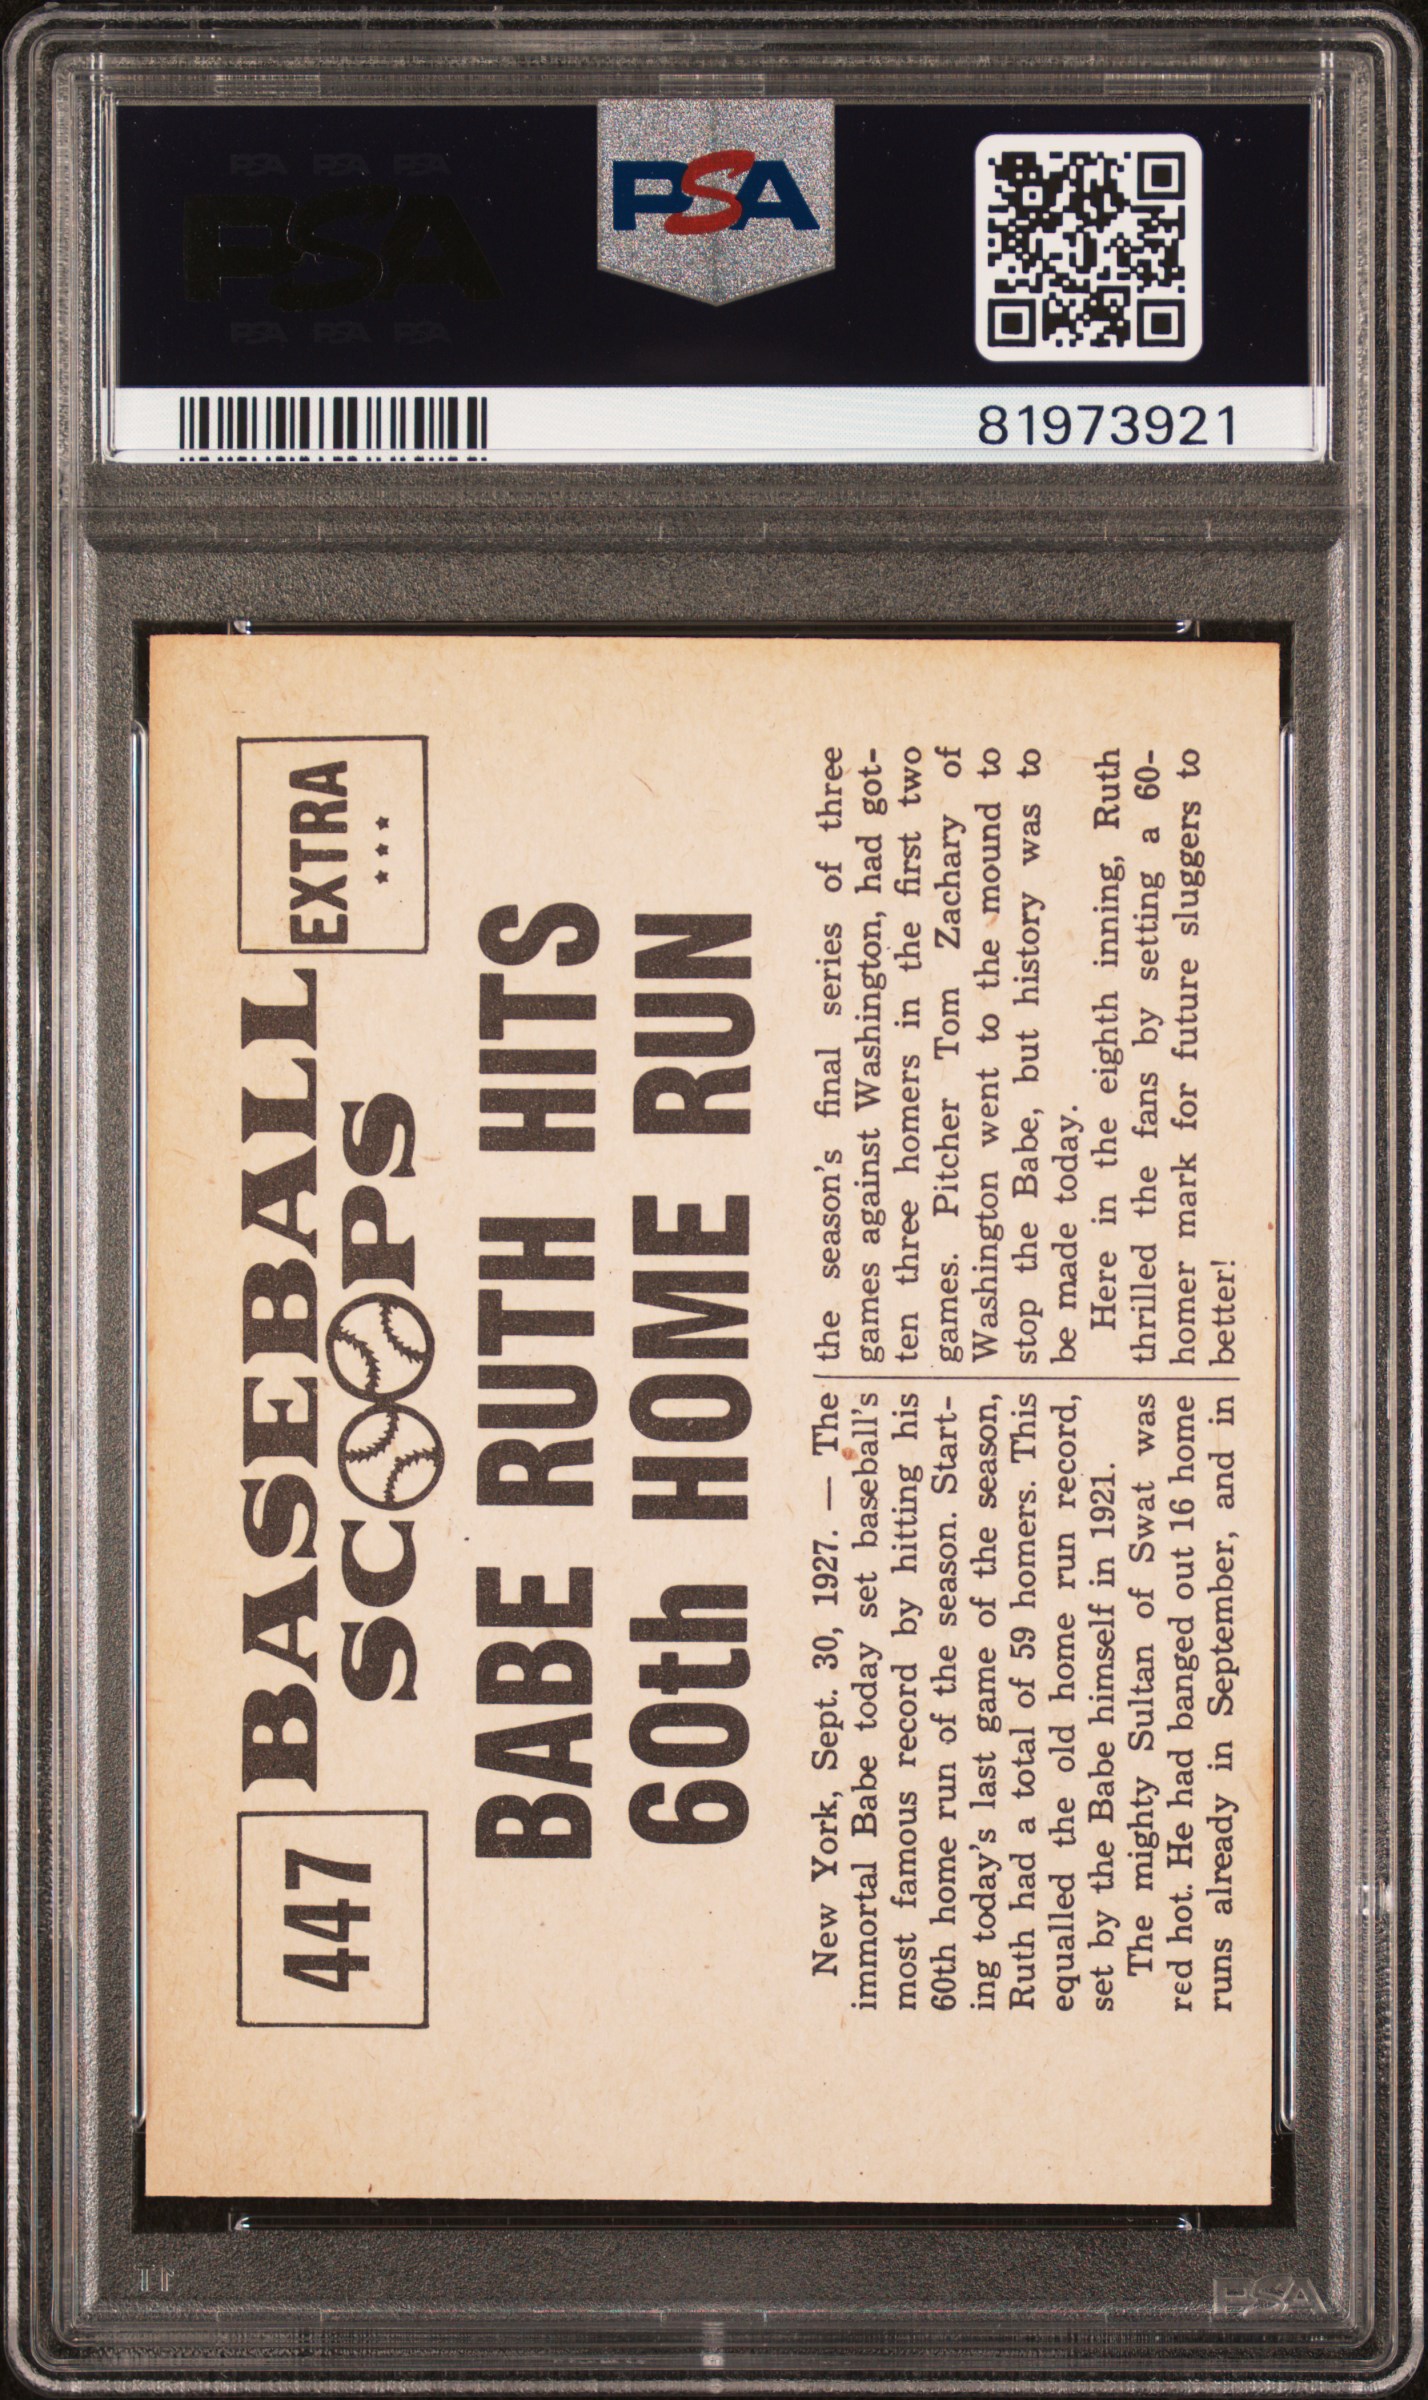 PSA PSA PSA
PSA
PSA PSA PSA
PSA
81973921
447
BASEBALL
SCOOPS
EXTRA
BABE RUTH HITS
60th HOME RUN
New York, Sept. 30, 1927. — The
immortal Babe today set baseball's
most famous record by hitting his
60th home run of the season. Start-
ing today's last game of the season,
Ruth had a total of 59 homers. This
equalled the old home run record,
set by the Babe himself in 1921.
The mighty Sultan of Swat was
red hot. He had banged out 16 home
runs already in September, and in
the season's final series of three
games against Washington, had got-
ten three homers in the first two
games. Pitcher Tom Zachary of
Washington went to the mound to
stop the Babe, but history was to
be made today.
Here in the eighth inning, Ruth
thrilled the fans by setting a 60-
homer mark for future sluggers to
better!
PSA